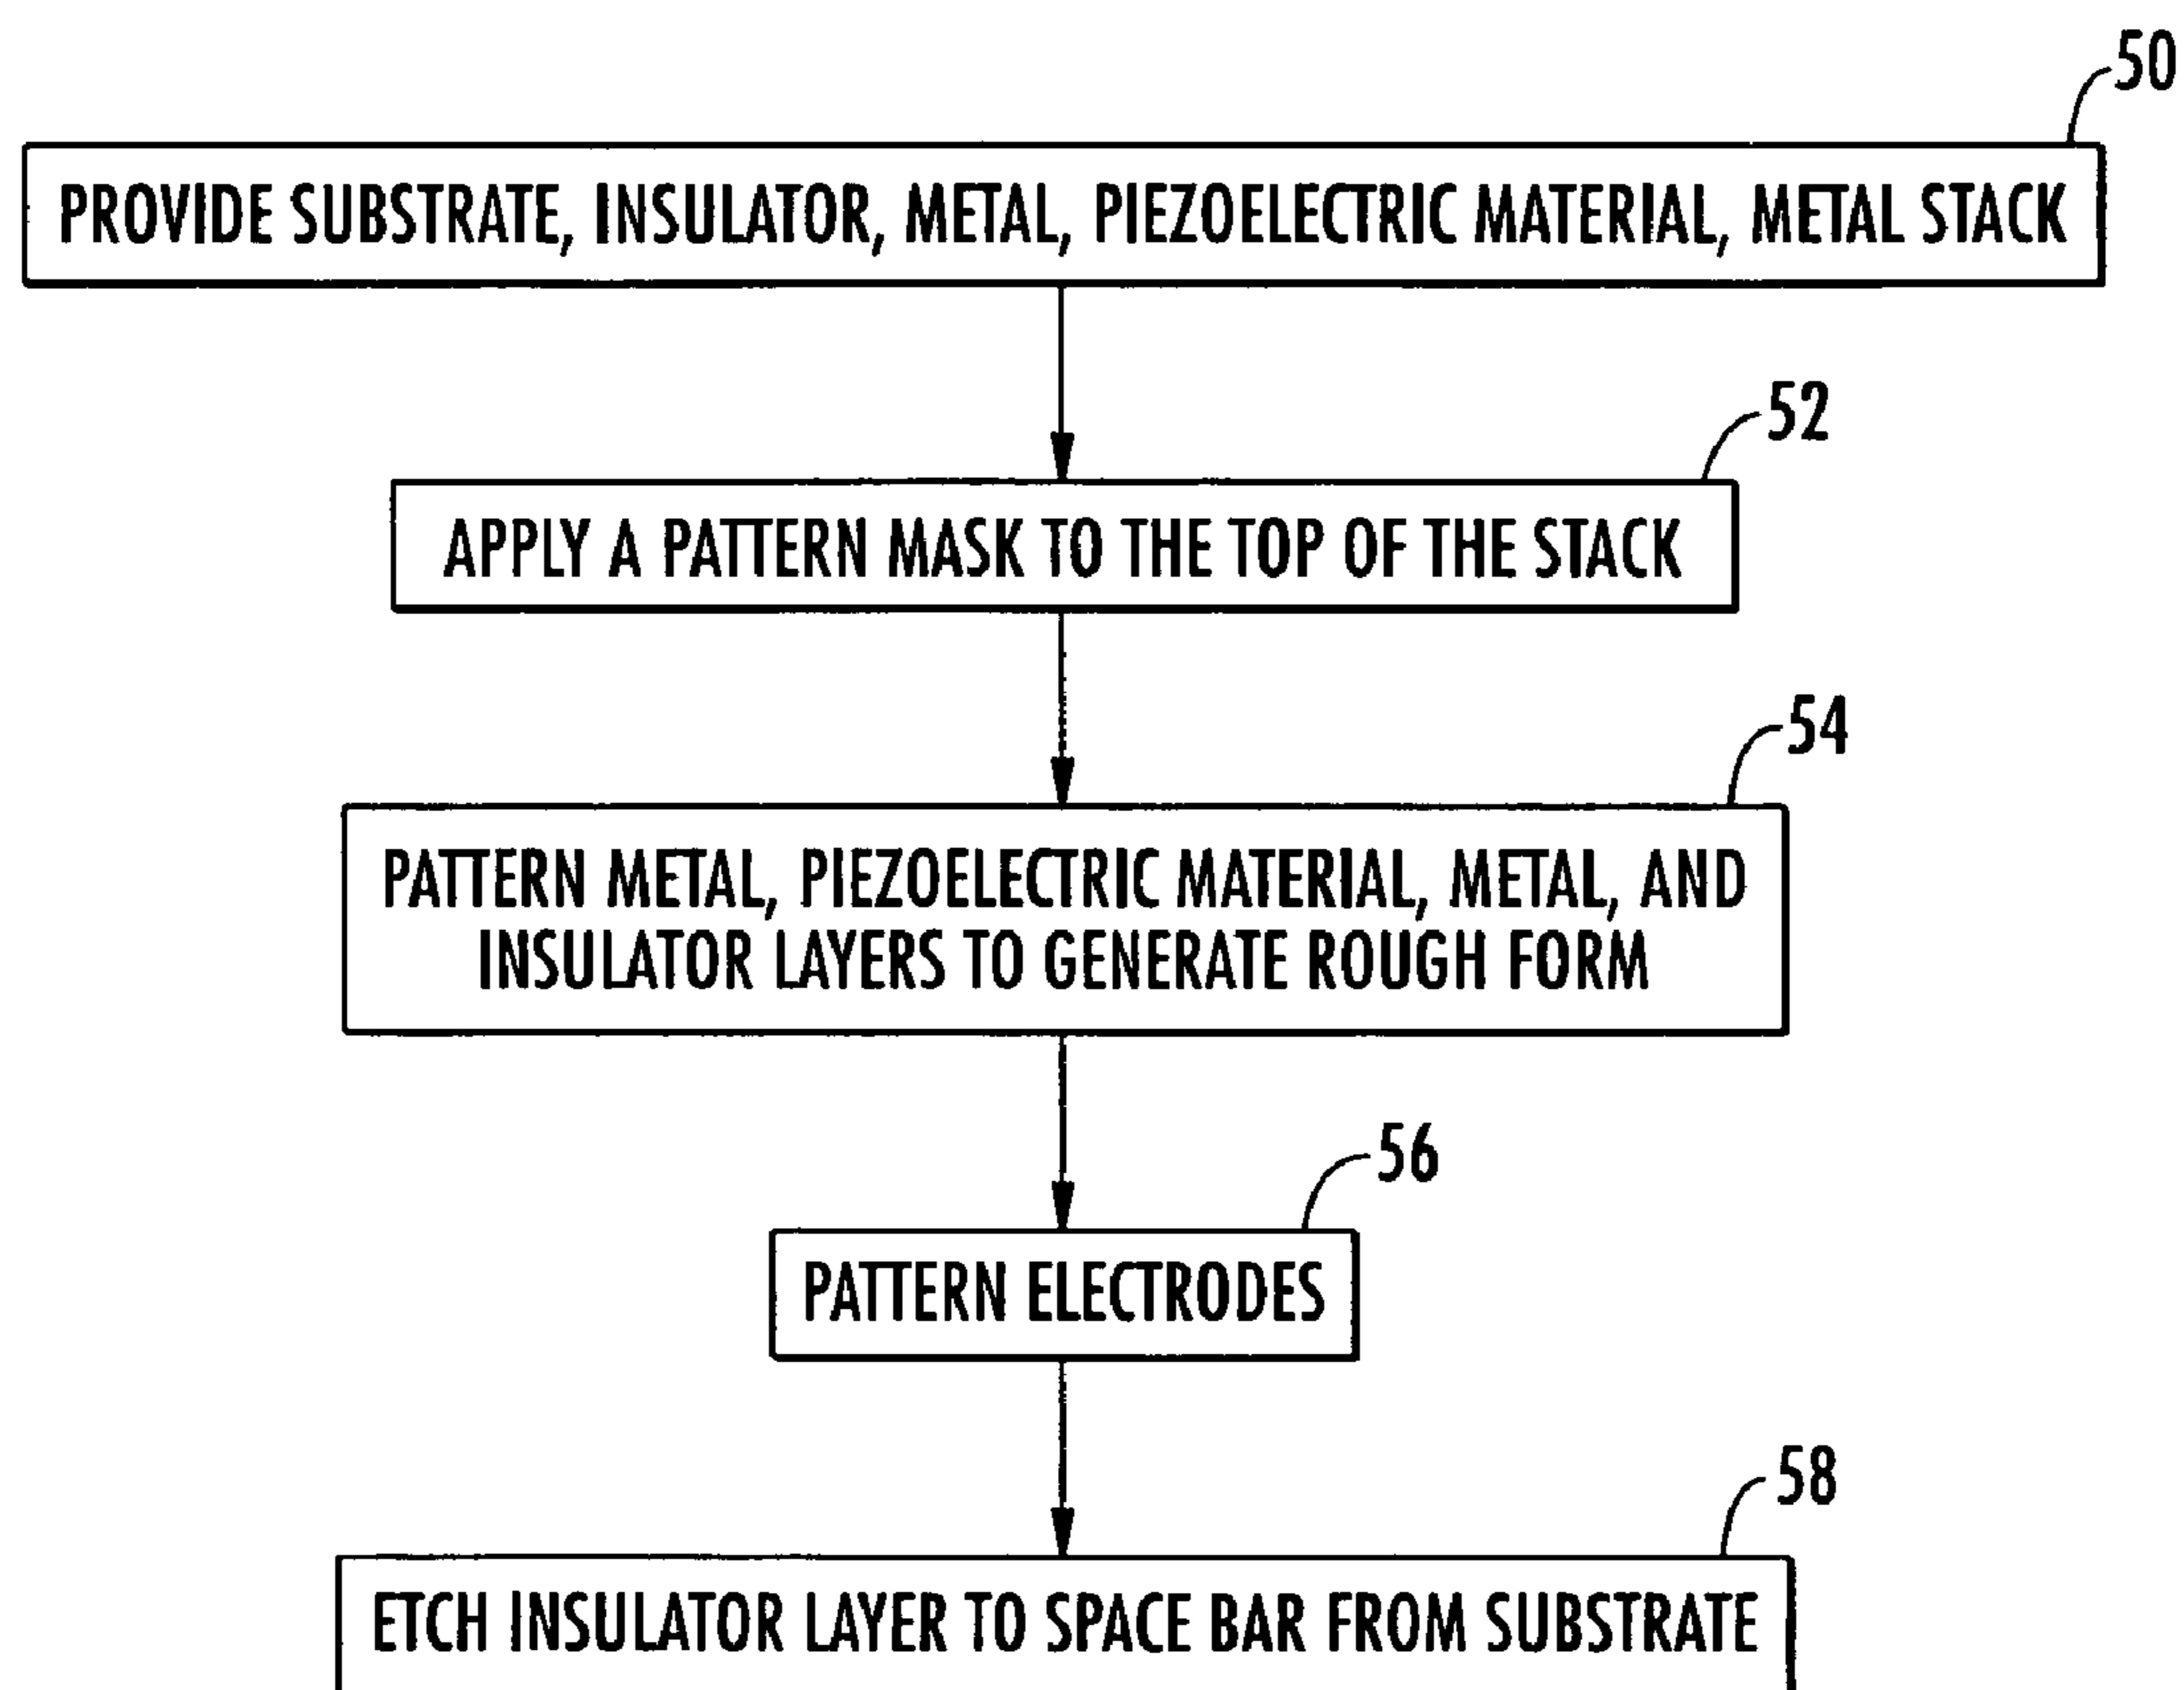 50
PROVIDE SUBSTRATE, INSULATOR, METAL, PIEZOELECTRIC MATERIAL, METAL STACK
52
APPLY A PATTERN MASK TO THE TOP OF THE STACK
54
PATTERN METAL, PIEZOELECTRIC MATERIAL, METAL, AND
INSULATOR LAYERS TO GENERATE ROUGH FORM
56
PATTERN ELECTRODES
58
ETCH INSULATOR LAYER TO SPACE BAR FROM SUBSTRATE